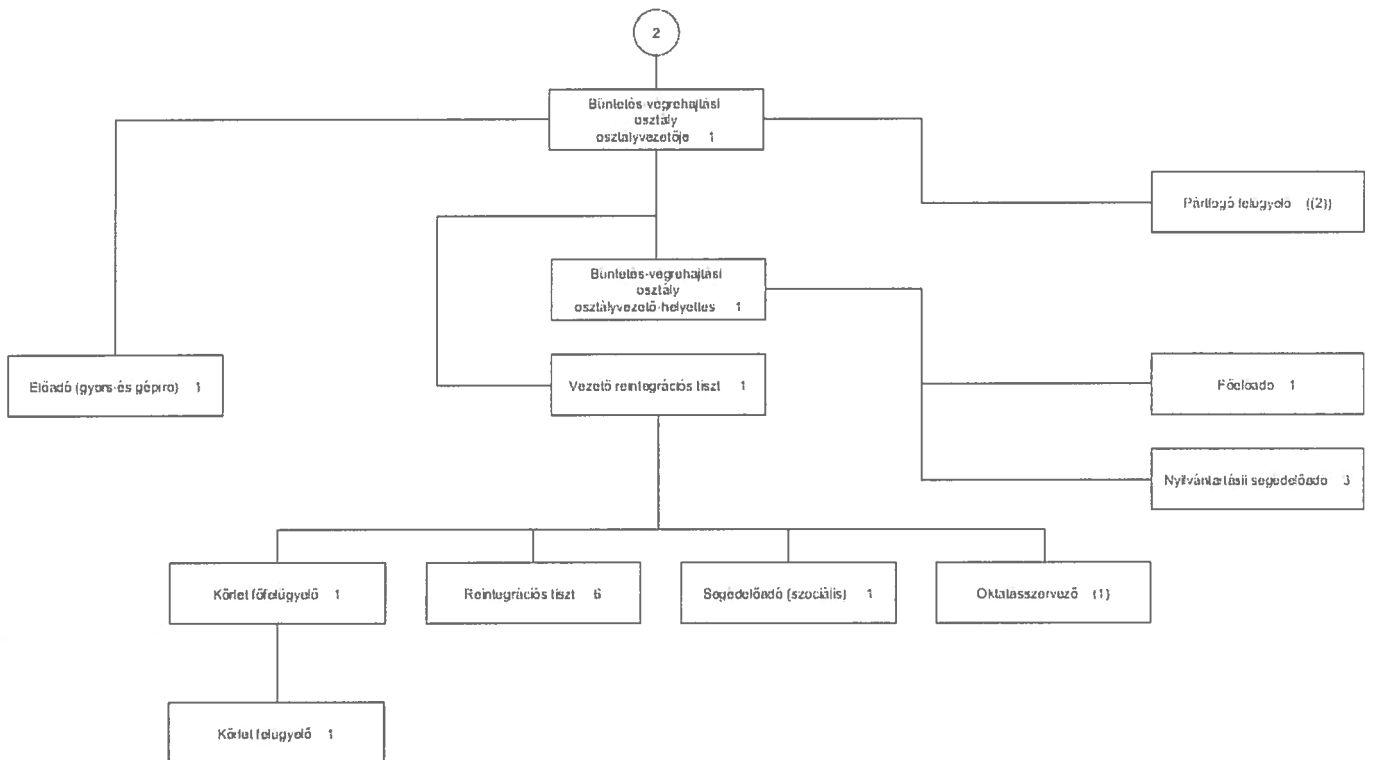 2
Büntetés-végrehajtási
osztály
osztályvezetője 1
Pártfogó felügyelő ((2))
Büntetés-végrehajtási
osztály
osztályvezető-helyettes 1
Előadó (gyors-és gépíró) 1
Vezető reintegrációs tiszt 1
Főelőadó 1
Nyilvántartásii segédelőadó 3
Körlet főfelügyelő 1
Reintegrációs tiszt 6
Segédelőadó (szociális) 1
Oktatásszervező (1)
Körlet felügyelő 1